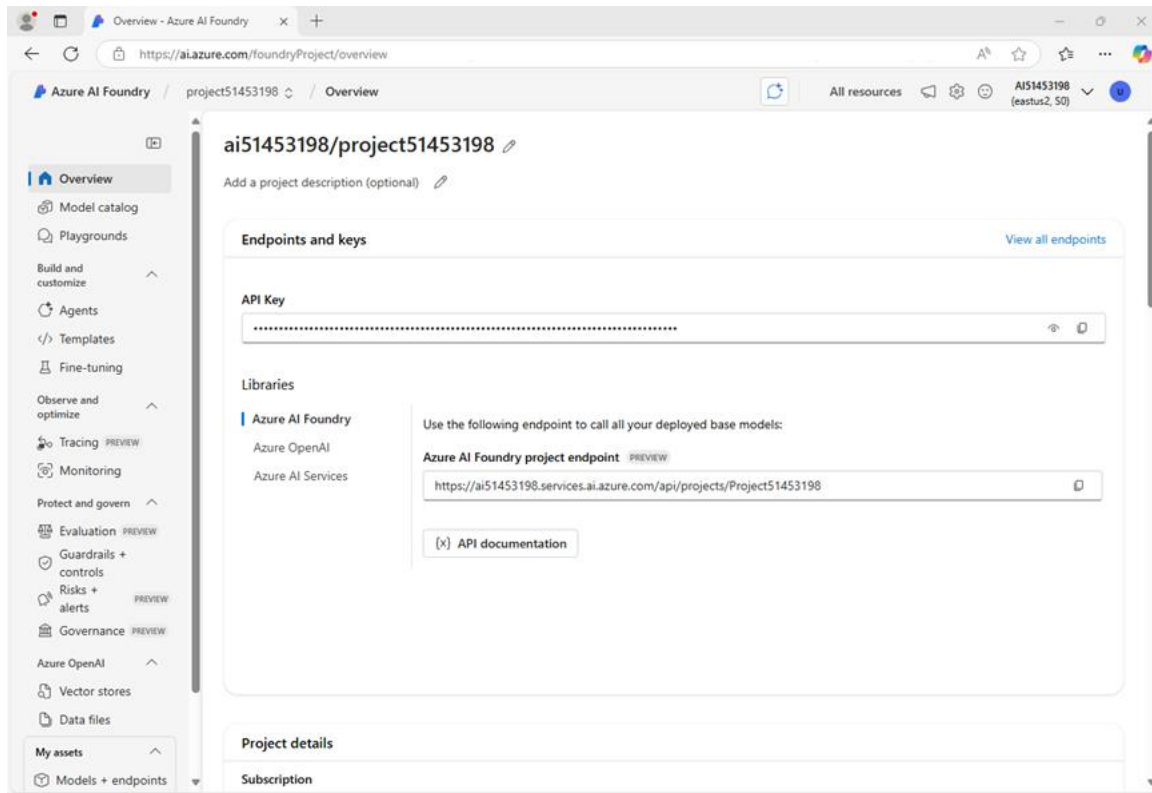 Overview - Azure AI Foundry
https://ai.azure.com/foundryProject/overview
Azure AI Foundry / project51453198 / Overview
All resources
AI51453198
(eastus2, S0)
U
Overview
Model catalog
Playgrounds
Build and
customize
Agents
Templates
Fine-tuning
Observe and
optimize
Tracing PREVIEW
Monitoring
Protect and govern
Evaluation PREVIEW
Guardrails +
controls
Risks +
alerts PREVIEW
Governance PREVIEW
Azure OpenAI
Vector stores
Data files
My assets
Models + endpoints
ai51453198/project51453198
Add a project description (optional)
Endpoints and keys
View all endpoints
API Key
Libraries
Azure AI Foundry
Azure OpenAI
Azure AI Services
Use the following endpoint to call all your deployed base models:
Azure AI Foundry project endpoint PREVIEW
https://ai51453198.services.ai.azure.com/api/projects/Project51453198
{x} API documentation
Project details
Subscription